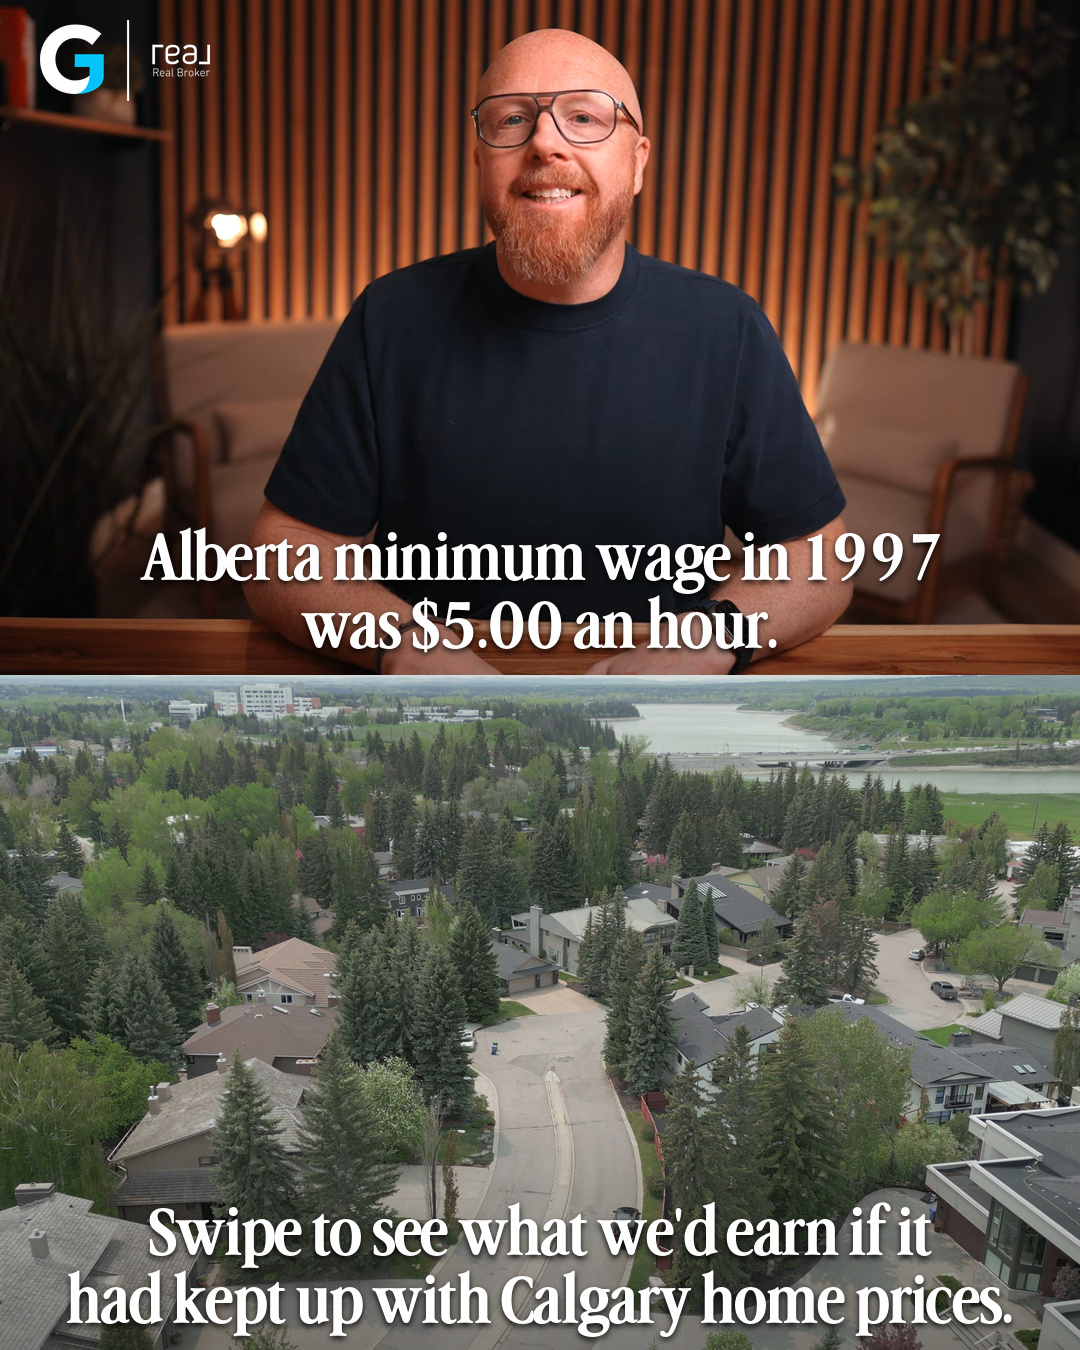 G
real
Real Broker
Alberta minimum wage in 1997
was $5.00 an hour.
Swipe to see what we'd earn if it
had kept up with Calgary home prices.